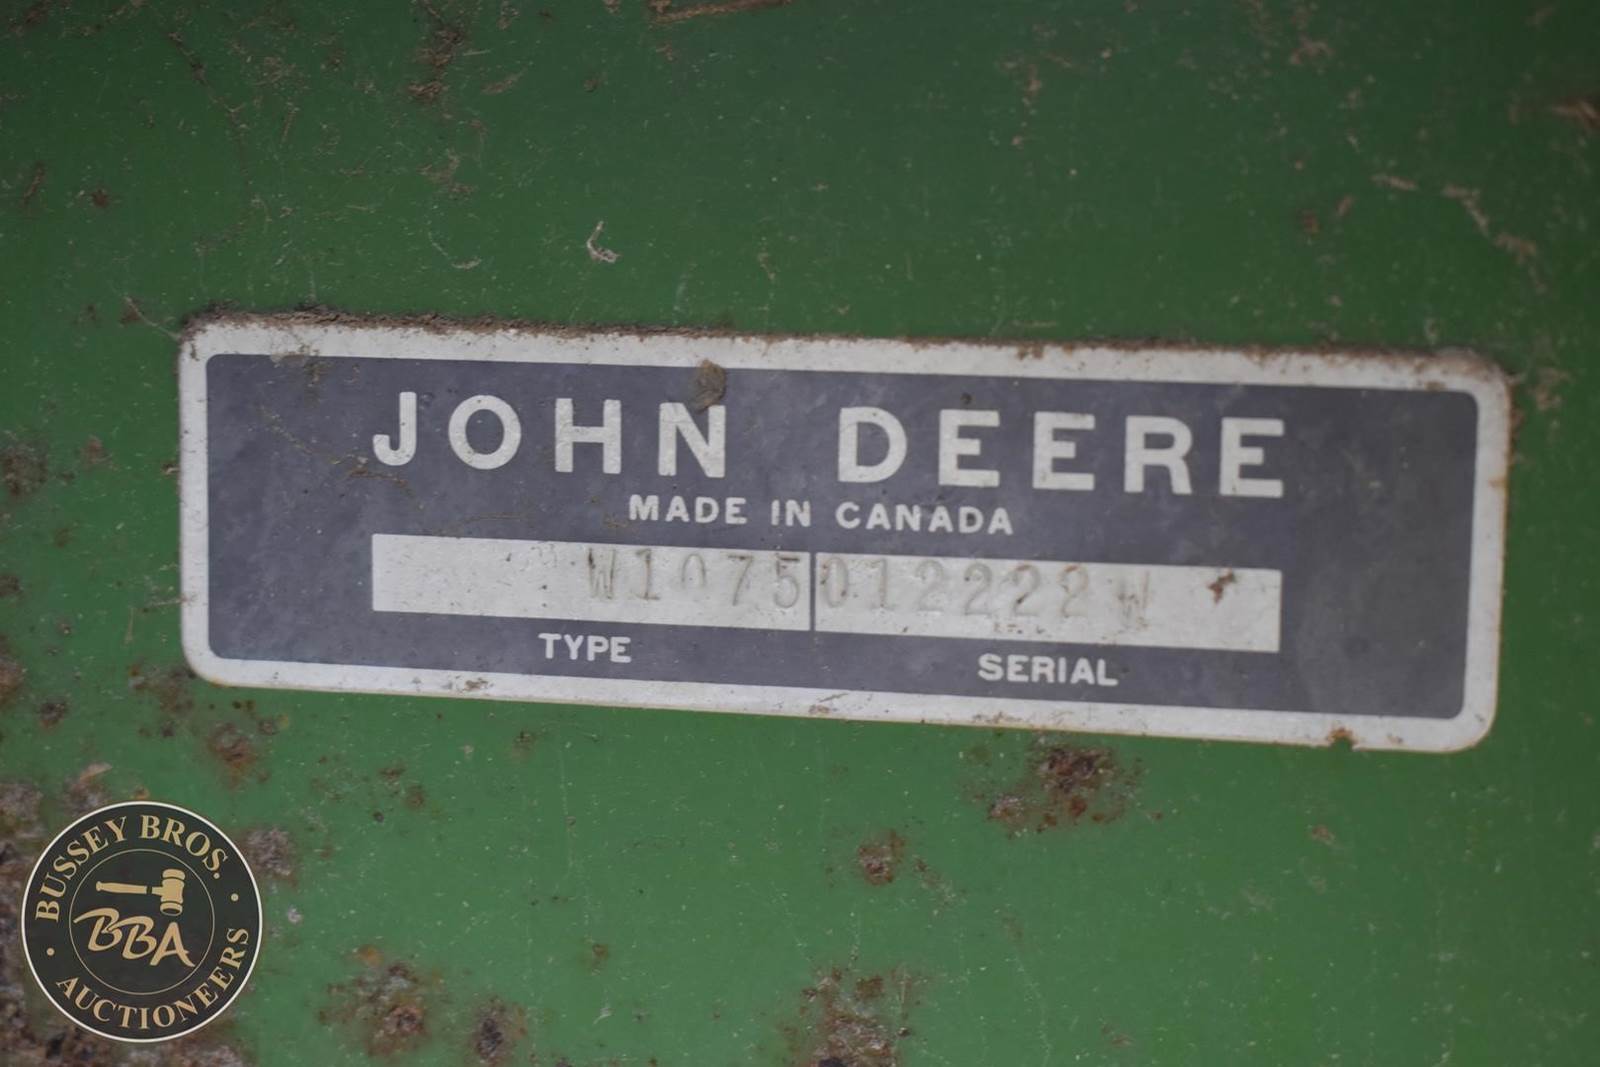 JOHN DEERE
MADE IN CANADA
W1075 012222W
TYPE SERIAL
BUSSEY BROS.
BBA
AUCTIONEERS